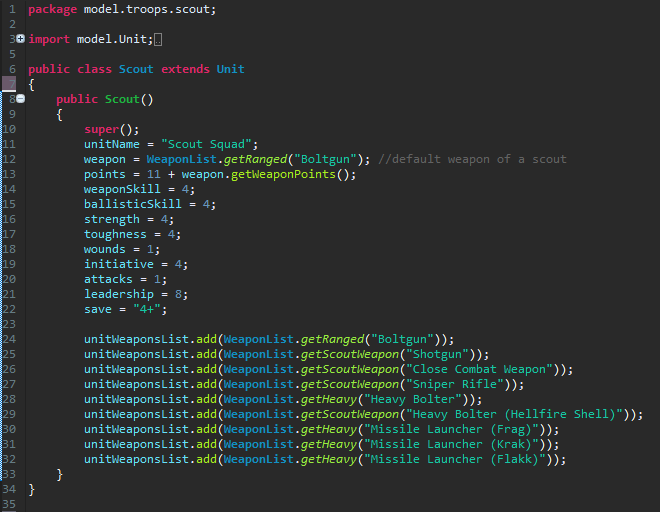 1 package model.troops.scout;
2
3 import model.Unit;
5
6 public class Scout extends Unit
7 {
8     public Scout()
9     {
10         super();
11         unitName = "Scout Squad";
12         weapon = WeaponList.getRanged("Boltgun"); //default weapon of a scout
13         points = 11 + weapon.getWeaponPoints();
14         weaponSkill = 4;
15         ballisticSkill = 4;
16         strength = 4;
17         toughness = 4;
18         wounds = 1;
19         initiative = 4;
20         attacks = 1;
21         leadership = 8;
22         save = "4+";
23
24         unitWeaponsList.add(WeaponList.getRanged("Boltgun"));
25         unitWeaponsList.add(WeaponList.getScoutWeapon("Shotgun"));
26         unitWeaponsList.add(WeaponList.getScoutWeapon("Close Combat Weapon"));
27         unitWeaponsList.add(WeaponList.getScoutWeapon("Sniper Rifle"));
28         unitWeaponsList.add(WeaponList.getHeavy("Heavy Bolter"));
29         unitWeaponsList.add(WeaponList.getScoutWeapon("Heavy Bolter (Hellfire Shell)"));
30         unitWeaponsList.add(WeaponList.getHeavy("Missile Launcher (Frag)"));
31         unitWeaponsList.add(WeaponList.getHeavy("Missile Launcher (Krak)"));
32         unitWeaponsList.add(WeaponList.getHeavy("Missile Launcher (Flakk)"));
33     }
34 }
35